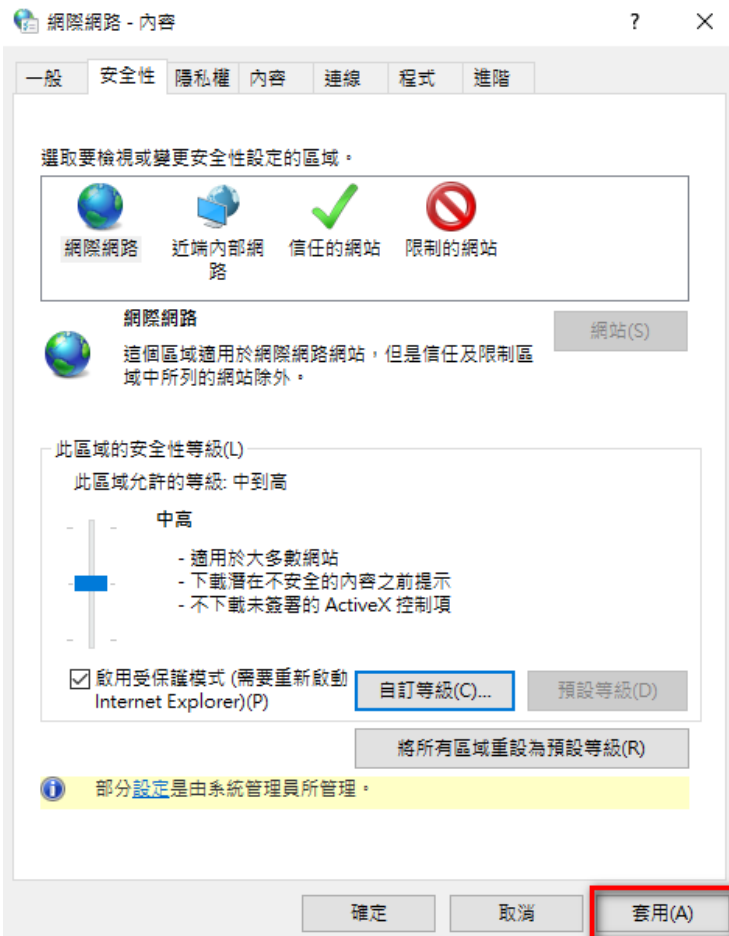 網際網路 - 內容
?
一般 安全性 隱私權 內容 連線 程式 進階
選取要檢視或變更安全性設定的區域。
網際網路 近端內部網 信任的網站 限制的網站
路
網際網路
網站(S)
這個區域適用於網際網路網站，但是信任及限制區
域中所列的網站除外。
此區域的安全性等級(L)
此區域允許的等級: 中到高
中高
- 適用於大多數網站
- 下載潛在不安全的內容之前提示
- 不下載未簽署的 ActiveX 控制項
啟用受保護模式 (需要重新啟動
Internet Explorer)(P)
自訂等級(C)... 預設等級(D)
將所有區域重設為預設等級(R)
部分設定是由系統管理員所管理。
確定 取消 套用(A)